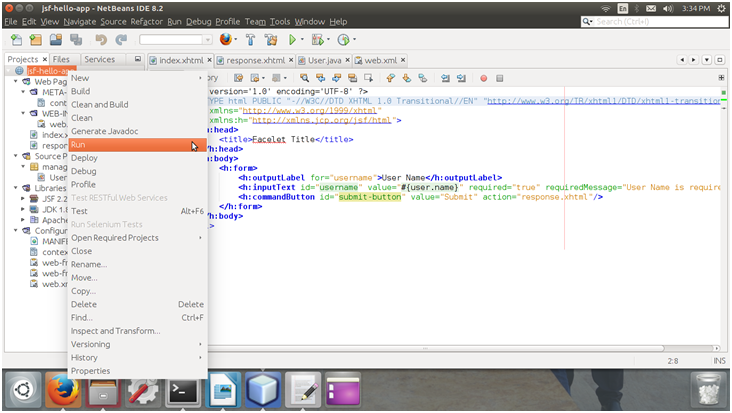 jsf-hello-app - NetBeans IDE 8.2
En
3:34 PM
File Edit View Navigate Source Refactor Run Debug Profile Team Tools Window Help
Search (Ctrl+I)
Projects
Files
Services
index.xhtml
response.xhtml
User.java
web.xml
jsf-hello-app
Web Pag
META-
cont
WEB-IN
web.
index.x
respon
Source P
manag
User
Libraries
JSF 2.2
JDK 1.8
Apache
Configur
MANIFE
context
web-fr
web-fr
web.xm
New
Build
Clean and Build
Clean
Generate Javadoc
Run
Deploy
Debug
Profile
Test RESTful Web Services
Test Alt+F6
Run Selenium Tests
Open Required Projects
Close
Rename...
Move...
Copy...
Delete Delete
Find... Ctrl+F
Inspect and Transform...
Versioning
History
Properties
ory
version='1.0' encoding='UTF-8' ?>
TYPE html PUBLIC "-//W3C//DTD XHTML 1.0 Transitional//EN" "http://www.w3.org/TR/xhtml1/DTD/xhtml1-transition
xmlns="http://www.w3.org/1999/xhtml"
xmlns:h="http://xmlns.jcp.org/jsf/html">
h:head>
<title>Facelet Title</title>
/h:head>
h:body>
<h:form>
<h:outputLabel for="username">User Name</h:outputLabel>
<h:inputText id="username" value="#{user.name}" required="true" requiredMessage="User Name is require
<h:commandButton id="submit-button" value="Submit" action="response.xhtml"/>
</h:form>
/h:body>
l>
2:8
INS